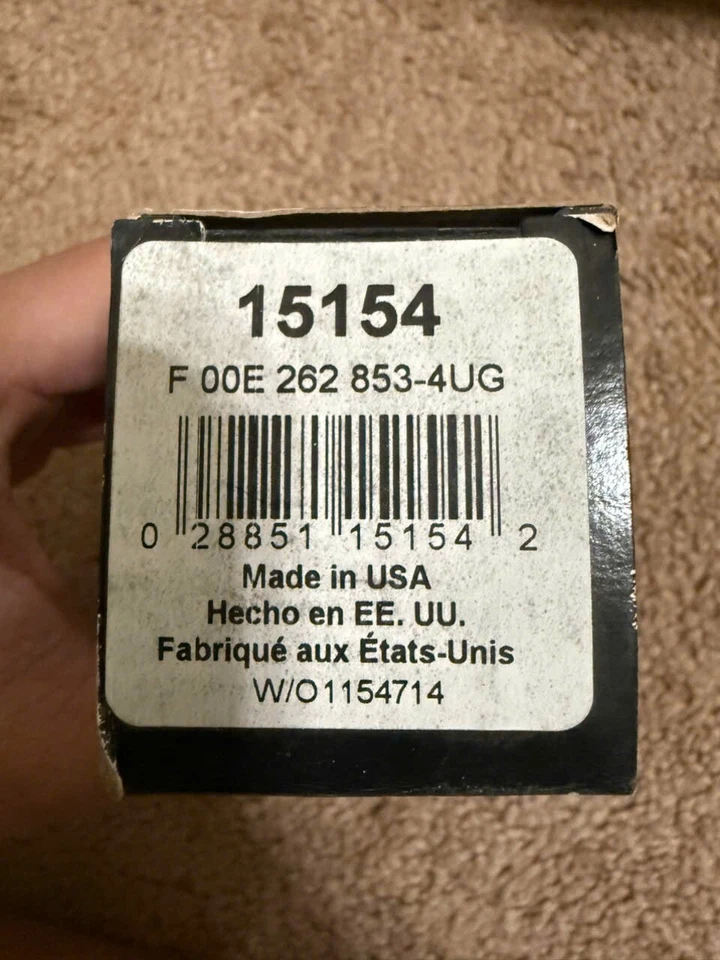 15154
F 00E 262 853-4UG
0 28851 15154 2
Made in USA
Hecho en EE. UU.
Fabriqué aux États-Unis
W/O1154714